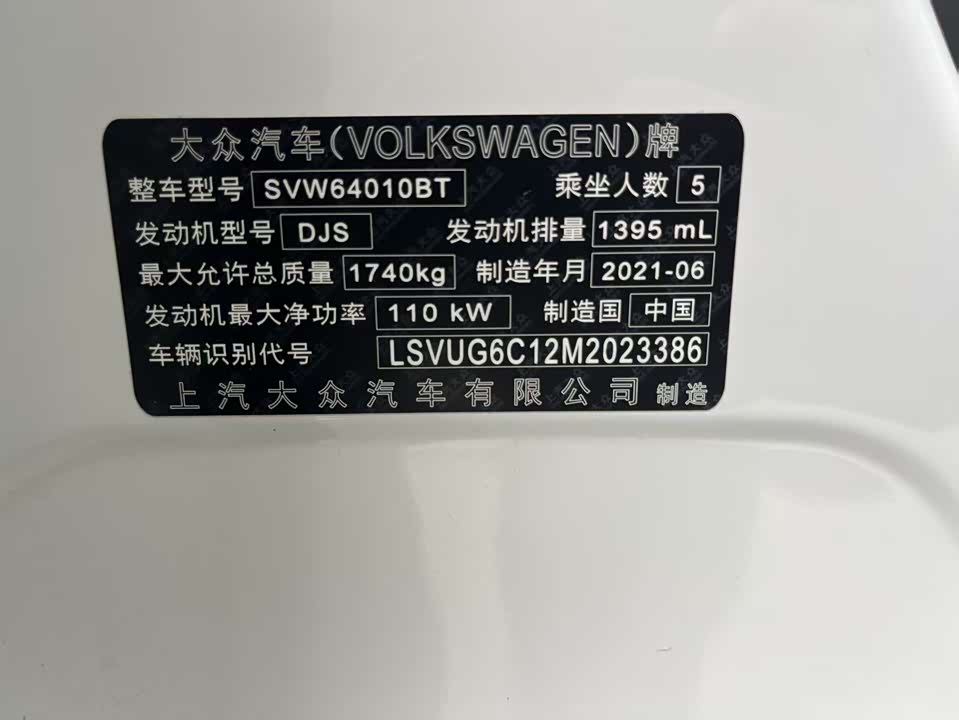 大众汽车(VOLKSWAGEN)牌
整车型号 SVW64010BT 乘坐人数 5
发动机型号 DJS 发动机排量 1395 mL
最大允许总质量 1740kg 制造年月 2021-06
发动机最大净功率 110 kW 制造国 中国
车辆识别代号 LSVUG6C12M2023386
上汽大众汽车有限公司 制造